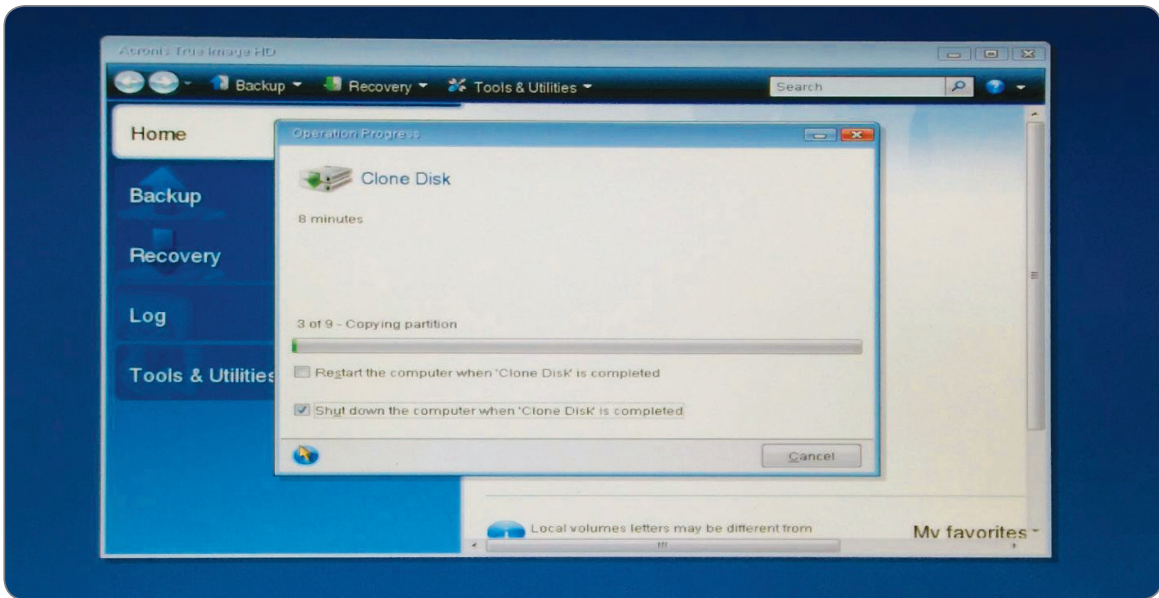 Acronis True Image HD
Backup Recovery Tools & Utilities Search
Home
Backup
Recovery
Log
Tools & Utilities
Operation Progress
Clone Disk
8 minutes
3 of 9 - Copying partition
Restart the computer when 'Clone Disk' is completed
Shut down the computer when 'Clone Disk' is completed
Cancel
Local volumes letters may be different from
My favorites